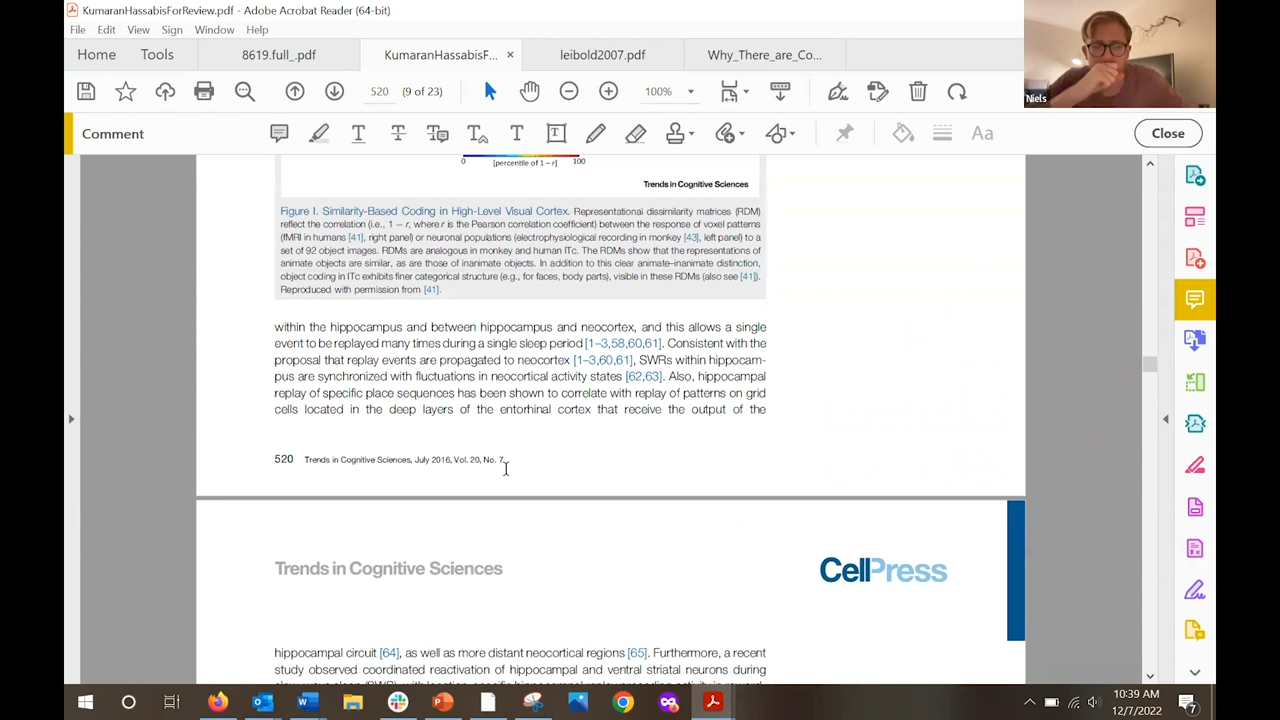 KumaranHassabisForReview.pdf - Adobe Acrobat Reader (64-bit)
File Edit View Sign Window Help
Home Tools 8619.full_.pdf KumaranHassabisF... × leibold2007.pdf Why_There_are_Co...
520 (9 of 23) 100%
Niels
Comment
Aa
Close
0 [percentile of 1 – r] 100
Trends in Cognitive Sciences
Figure I. Similarity-Based Coding in High-Level Visual Cortex. Representational dissimilarity matrices (RDM)
reflect the correlation (i.e., 1 – r, where r is the Pearson correlation coefficient) between the response of voxel patterns
(fMRI in humans [41], right panel) or neuronal populations (electrophysiological recording in monkey [43], left panel) to a
set of 92 object images. RDMs are analogous in monkey and human ITc. The RDMs show that the representations of
animate objects are similar, as are those of inanimate objects. In addition to this clear animate–inanimate distinction,
object coding in ITc exhibits finer categorical structure (e.g., for faces, body parts), visible in these RDMs (also see [41]).
Reproduced with permission from [41].
within the hippocampus and between hippocampus and neocortex, and this allows a single
event to be replayed many times during a single sleep period [1–3,58,60,61]. Consistent with the
proposal that replay events are propagated to neocortex [1–3,60,61], SWRs within hippocam-
pus are synchronized with fluctuations in neocortical activity states [62,63]. Also, hippocampal
replay of specific place sequences has been shown to correlate with replay of patterns on grid
cells located in the deep layers of the entorhinal cortex that receive the output of the
520 Trends in Cognitive Sciences, July 2016, Vol. 20, No. 7
Trends in Cognitive Sciences
CellPress
hippocampal circuit [64], as well as more distant neocortical regions [65]. Furthermore, a recent
study observed coordinated reactivation of hippocampal and ventral striatal neurons during
10:39 AM
12/7/2022
7